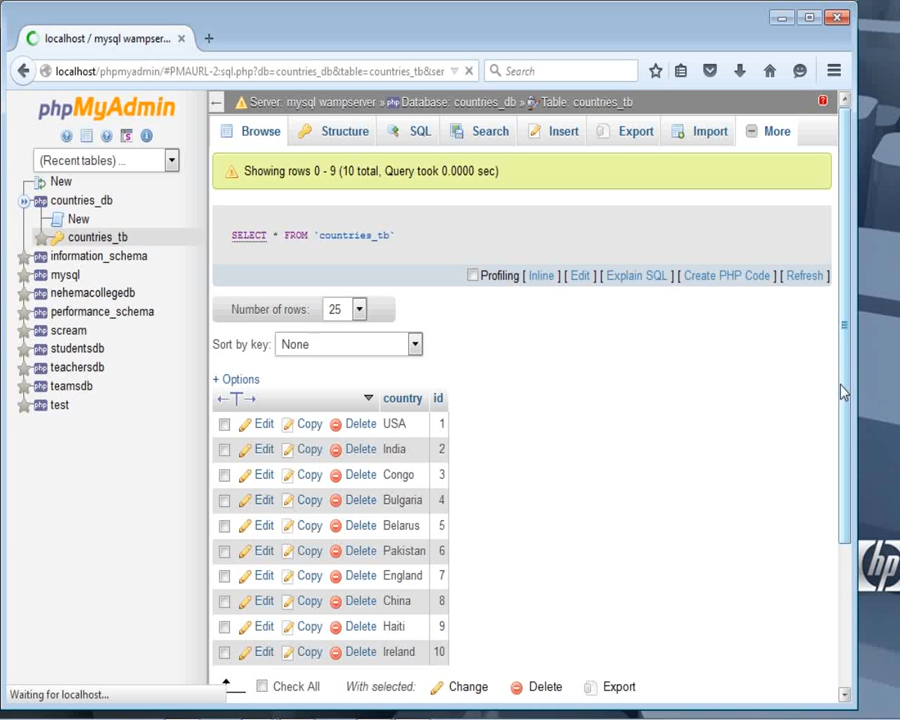 localhost / mysql wampser... × +
localhost/phpmyadmin/#PMAURL-2:sql.php?db=countries_db&table=countries_tb&ser
Search
phpMyAdmin
(Recent tables) ...
New
countries_db
New
countries_tb
information_schema
mysql
nehemacollegedb
performance_schema
scream
studentsdb
teachersdb
teamsdb
test
Server: mysql wampserver » Database: countries_db » Table: countries_tb
Browse Structure SQL Search Insert Export Import More
Showing rows 0 - 9 (10 total, Query took 0.0000 sec)
SELECT * FROM `countries_tb`
Profiling [ Inline ] [ Edit ] [ Explain SQL ] [ Create PHP Code ] [ Refresh ]
Number of rows: 25
Sort by key: None
+ Options
←T→ country id
Edit Copy Delete USA 1
Edit Copy Delete India 2
Edit Copy Delete Congo 3
Edit Copy Delete Bulgaria 4
Edit Copy Delete Belarus 5
Edit Copy Delete Pakistan 6
Edit Copy Delete England 7
Edit Copy Delete China 8
Edit Copy Delete Haiti 9
Edit Copy Delete Ireland 10
Check All With selected: Change Delete Export
Waiting for localhost...
hp